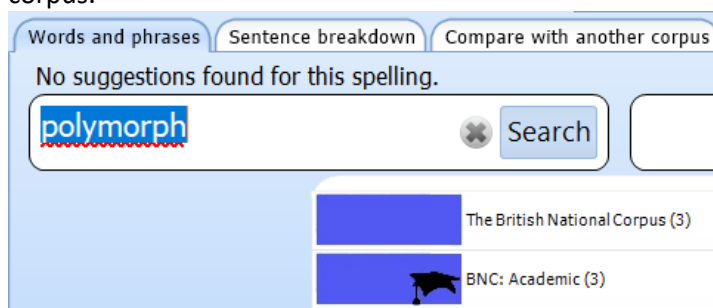 corpus.
Words and phrases Sentence breakdown Compare with another corpus
No suggestions found for this spelling.
polymorph Search
The British National Corpus (3)
BNC: Academic (3)